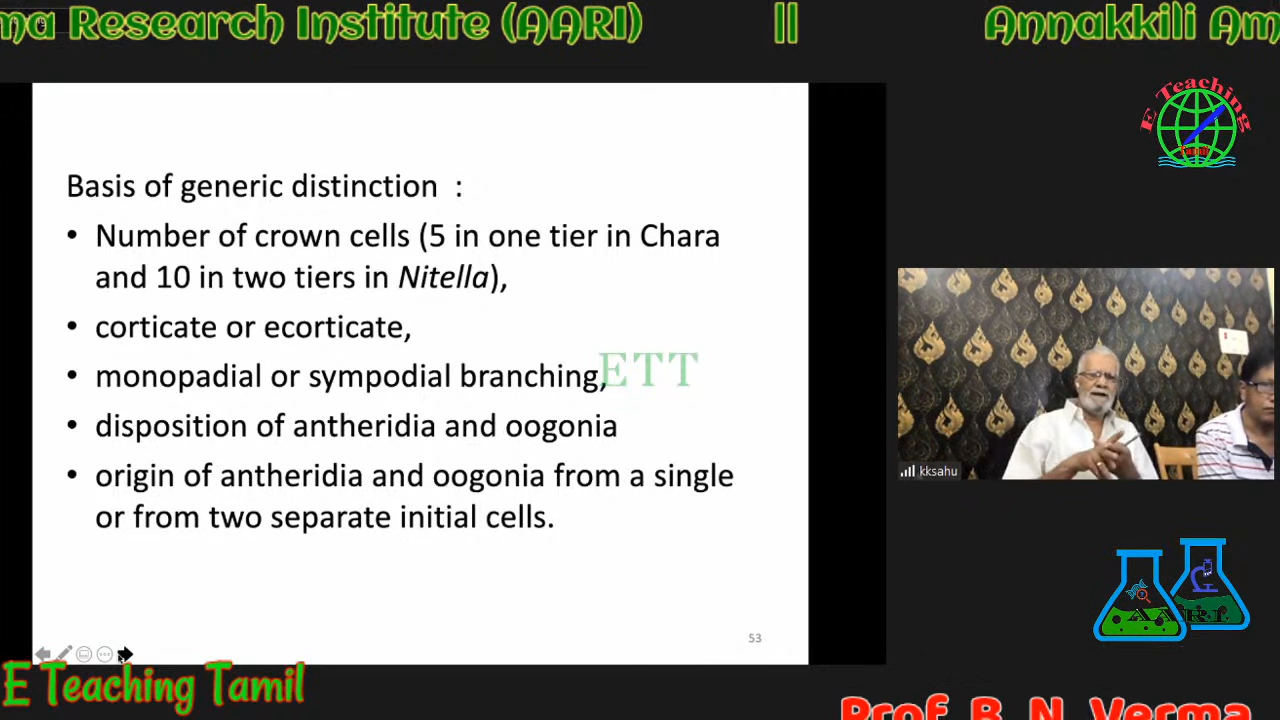 ma Research Institute (AARI) || Annakkili Am
E Teaching
Tamil
Basis of generic distinction :
• Number of crown cells (5 in one tier in Chara
and 10 in two tiers in Nitella),
• corticate or ecorticate,
• monopadial or sympodial branching,
ETT
• disposition of antheridia and oogonia
• origin of antheridia and oogonia from a single
or from two separate initial cells.
kksahu
AARI
53
E Teaching Tamil
Prof. B. N. Verma